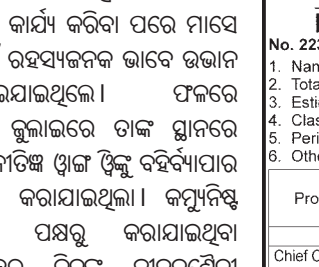 କାର୍ଯ୍ୟ କରିବା ପରେ ମାସେ
ରହସ୍ୟଜନକ ଭାବେ ଉଭାନ
ଇଯାଇଥିଲେ। ଫଳରେ
ଜୁଲାଇରେ ତାଙ୍କ ସ୍ଥାନରେ
ନୀତିଜ୍ଞ ୱାଙ୍ଗ ୱିଙ୍କୁ ବହିର୍ବ୍ୟାପାର
କରାଯାଇଥିଲା। କମ୍ୟୁନିଷ୍ଟ
ପକ୍ଷରୁ କରାଯାଇଥିବା
No. 223
1. Nam
2. Tota
3. Esti
4. Clas
5. Peri
6. Othe
Pro
Chief C